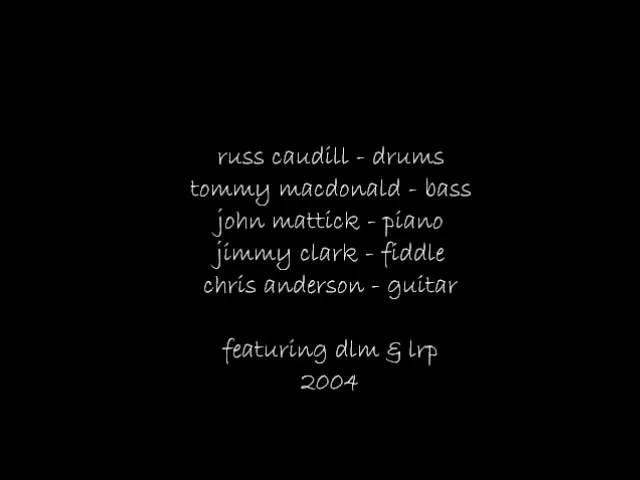 russ caudill - drums
tommy macdonald - bass
john mattick - piano
jimmy clark - fiddle
chris anderson - guitar
featuring dlm & lrp
2004